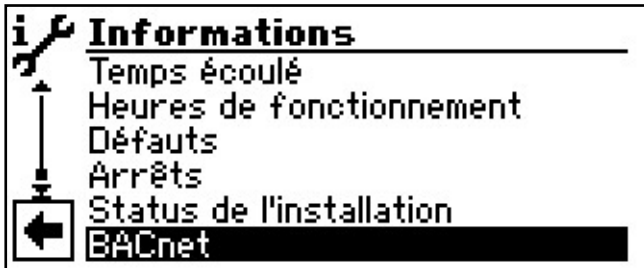 Informations
Temps écoulé
Heures de fonctionnement
Défauts
Arrêts
Status de l'installation
BACnet